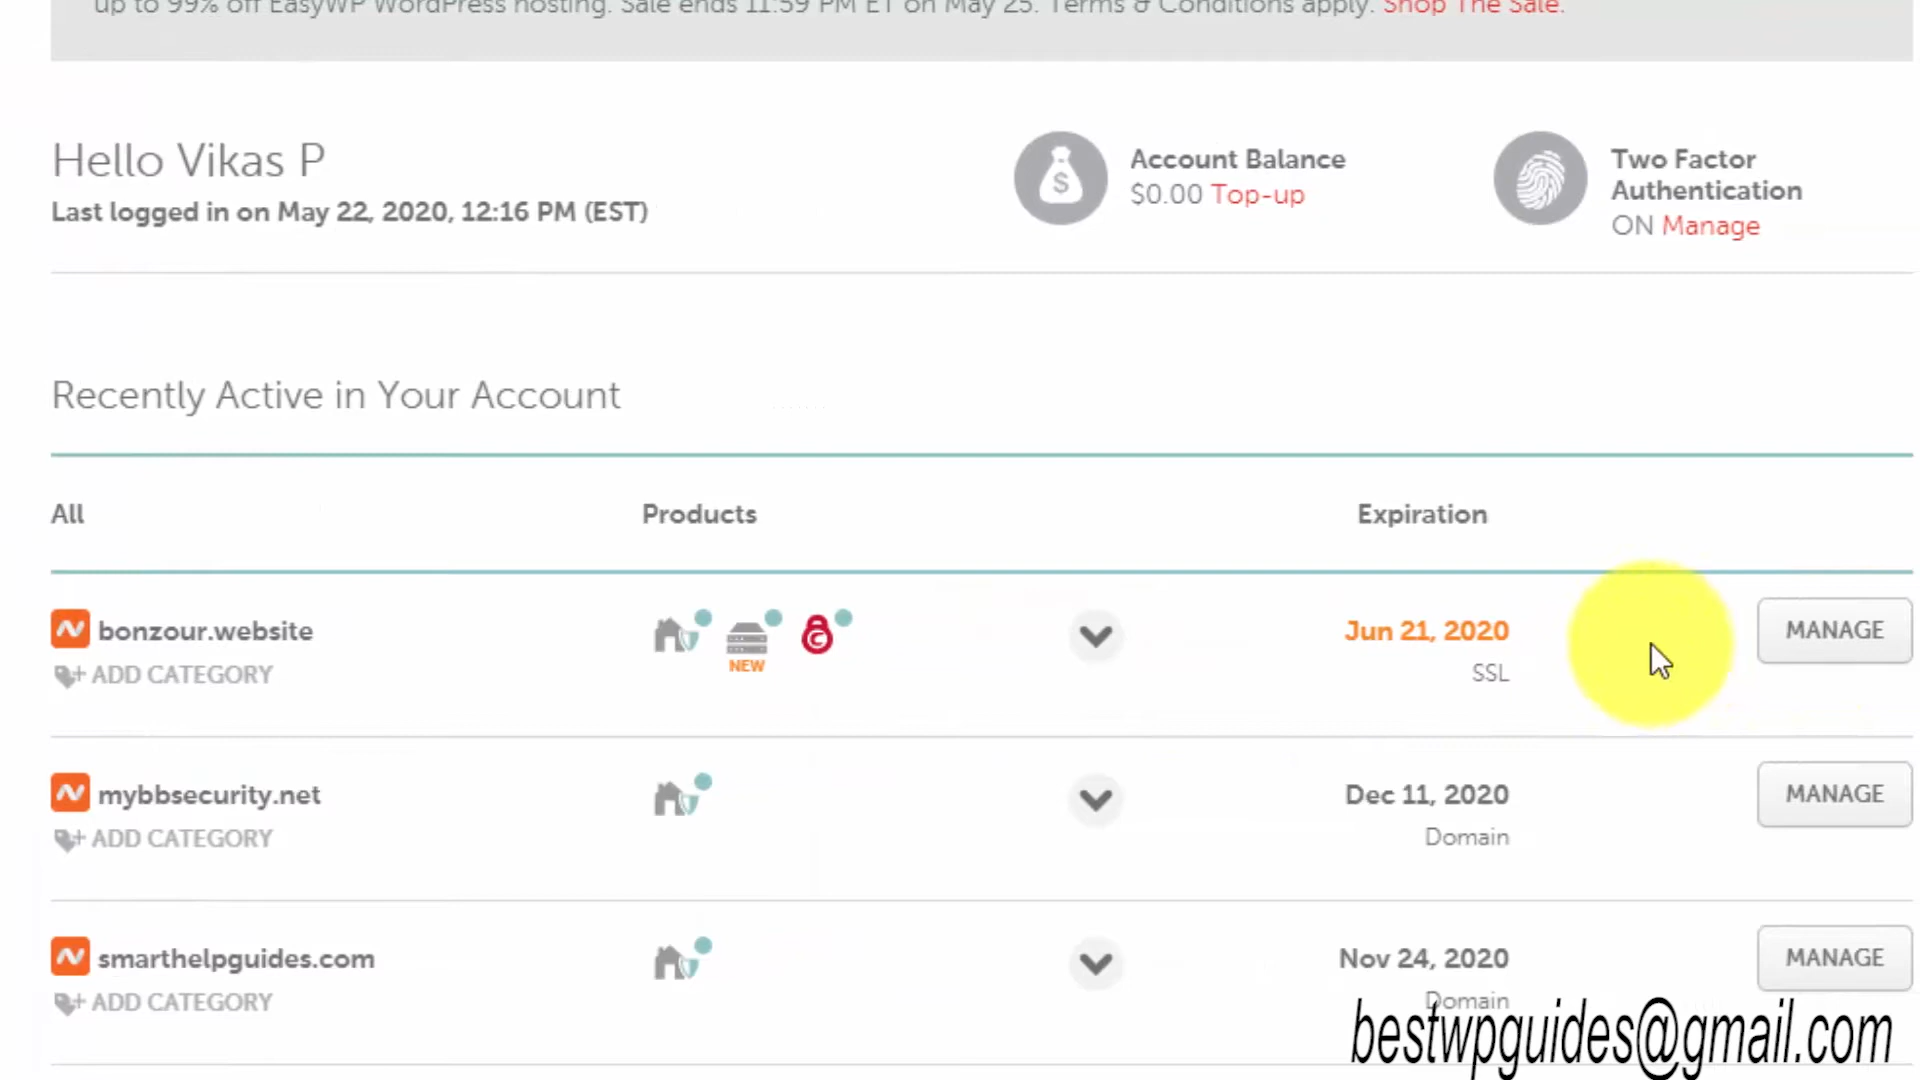 up to 99% off EasyWP WordPress hosting. Sale ends 11:59 PM ET on May 25. Terms & Conditions apply. Shop The Sale.
Hello Vikas P
Last logged in on May 22, 2020, 12:16 PM (EST)
Account Balance
$0.00 Top-up
Two Factor
Authentication
ON Manage
Recently Active in Your Account
All Products Expiration
bonzour.website Jun 21, 2020 MANAGE
NEW
ADD CATEGORY SSL
mybbsecurity.net Dec 11, 2020 MANAGE
ADD CATEGORY Domain
smarthelpguides.com Nov 24, 2020 MANAGE
ADD CATEGORY Domain
bestwpguides@gmail.com